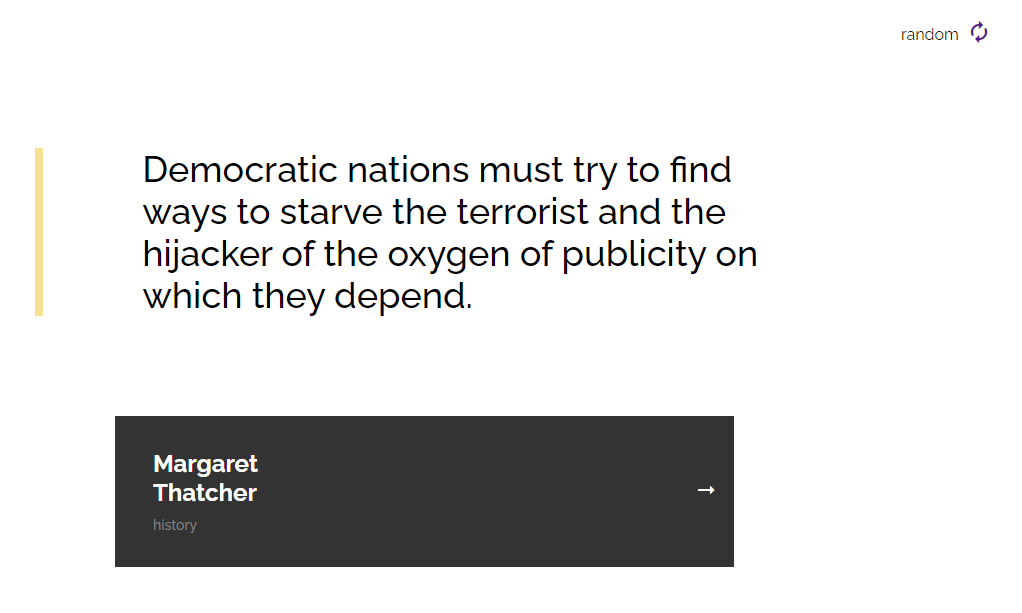 random
Democratic nations must try to find
ways to starve the terrorist and the
hijacker of the oxygen of publicity on
which they depend.
Margaret
Thatcher
history